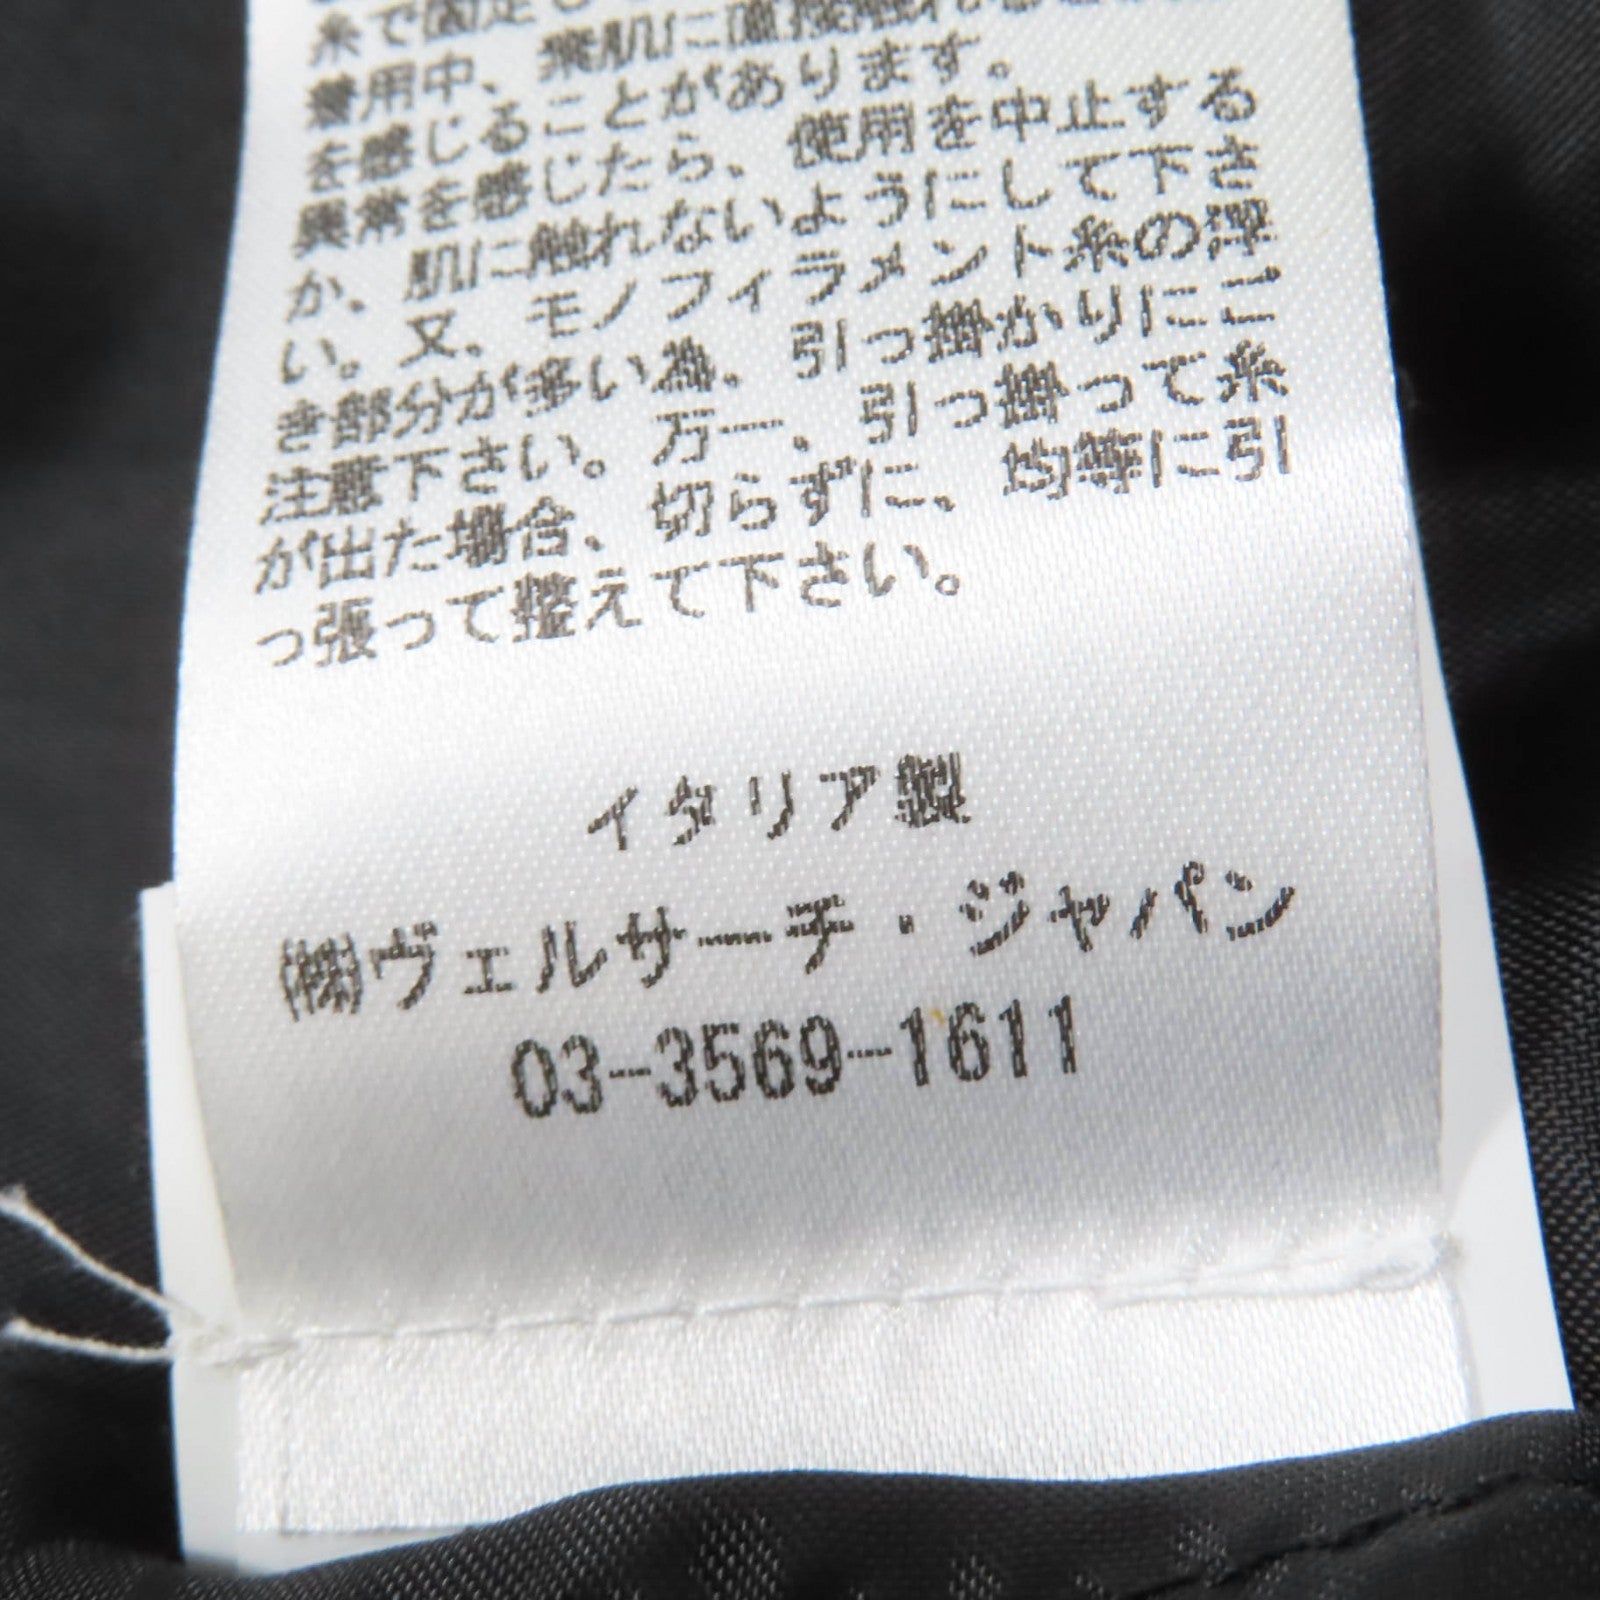 糸で固定し
着用中、素肌に直接触れると
を感じることがあります。
異常を感じたら、使用を中止する
か、肌に触れないようにして下さ
い。又、モノフィラメント糸の浮
き部分が多い為、引っ掛かりにご
注意下さい。万一、引っ掛って糸
が出た場合、切らずに、均等に引
っ張って整えて下さい。
イタリア製
㈱ヴェルサーチ・ジャパン
03-3569-1611